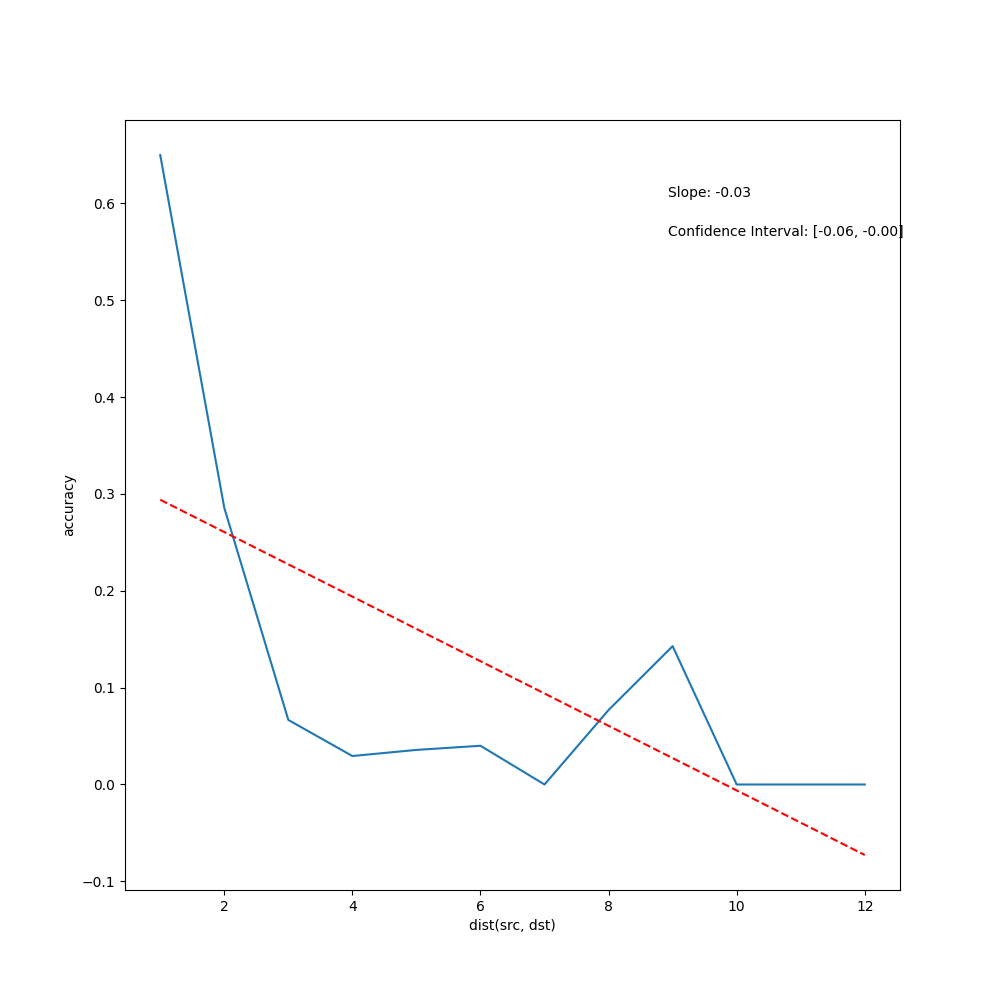 Slope: -0.03
Confidence Interval: [-0.06, -0.00]
0.6
0.5
0.4
0.3
0.2
0.1
0.0
−0.1
accuracy
2 4 6 8 10 12
dist(src, dst)